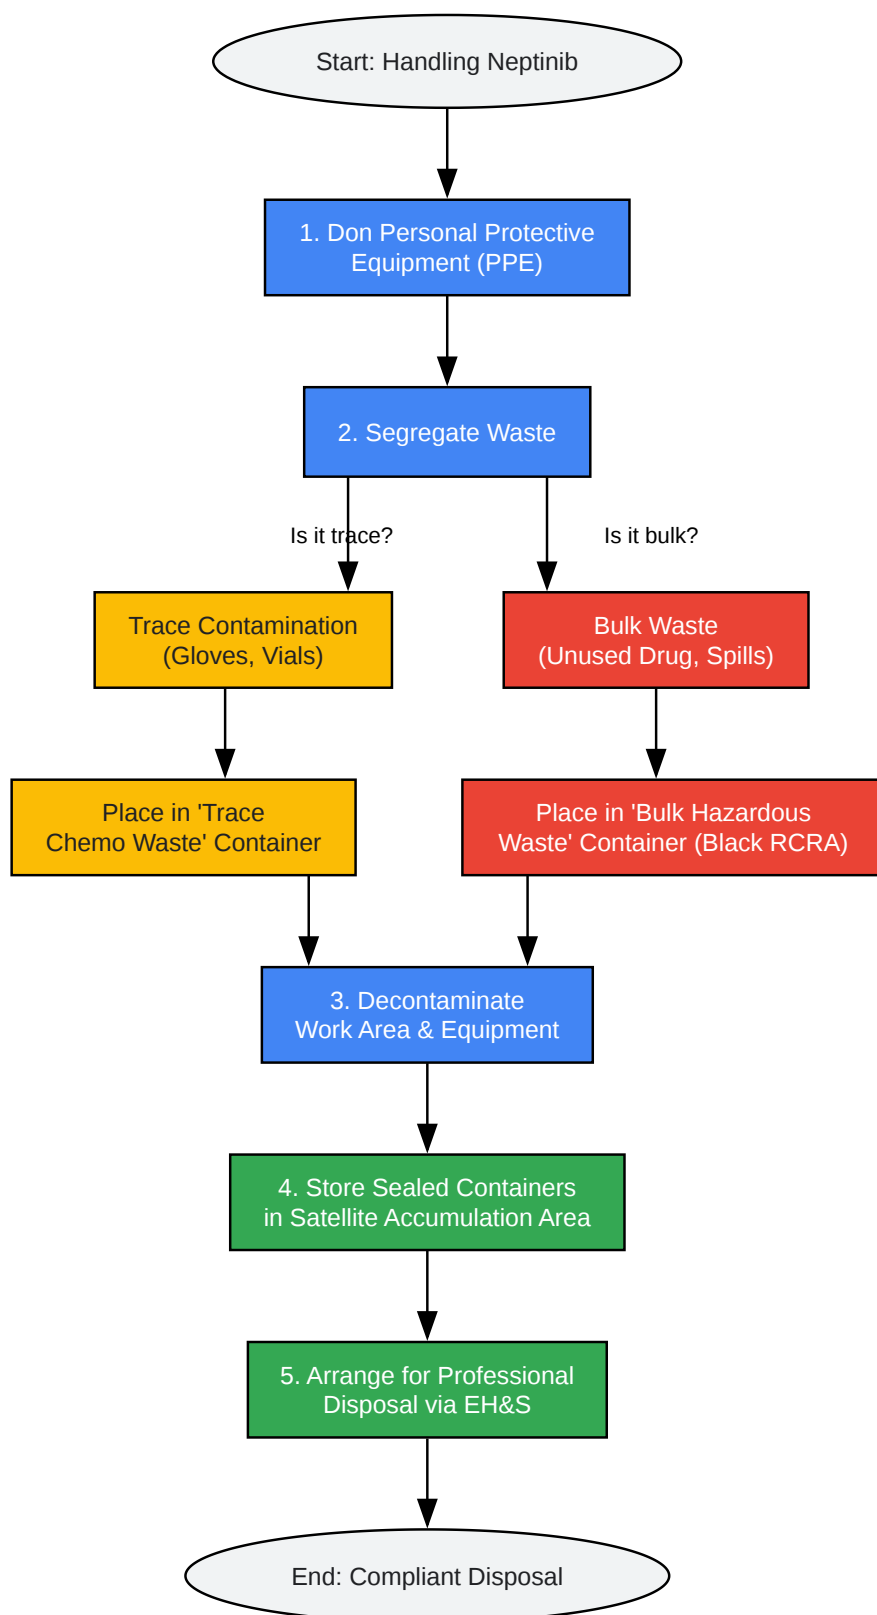 Start: Handling Neptinib
1. Don Personal Protective
Equipment (PPE)
2. Segregate Waste
Is it trace?
Is it bulk?
Trace Contamination
(Gloves, Vials)
Bulk Waste
(Unused Drug, Spills)
Place in 'Trace
Chemo Waste' Container
Place in 'Bulk Hazardous
Waste' Container (Black RCRA)
3. Decontaminate
Work Area & Equipment
4. Store Sealed Containers
in Satellite Accumulation Area
5. Arrange for Professional
Disposal via EH&S
End: Compliant Disposal